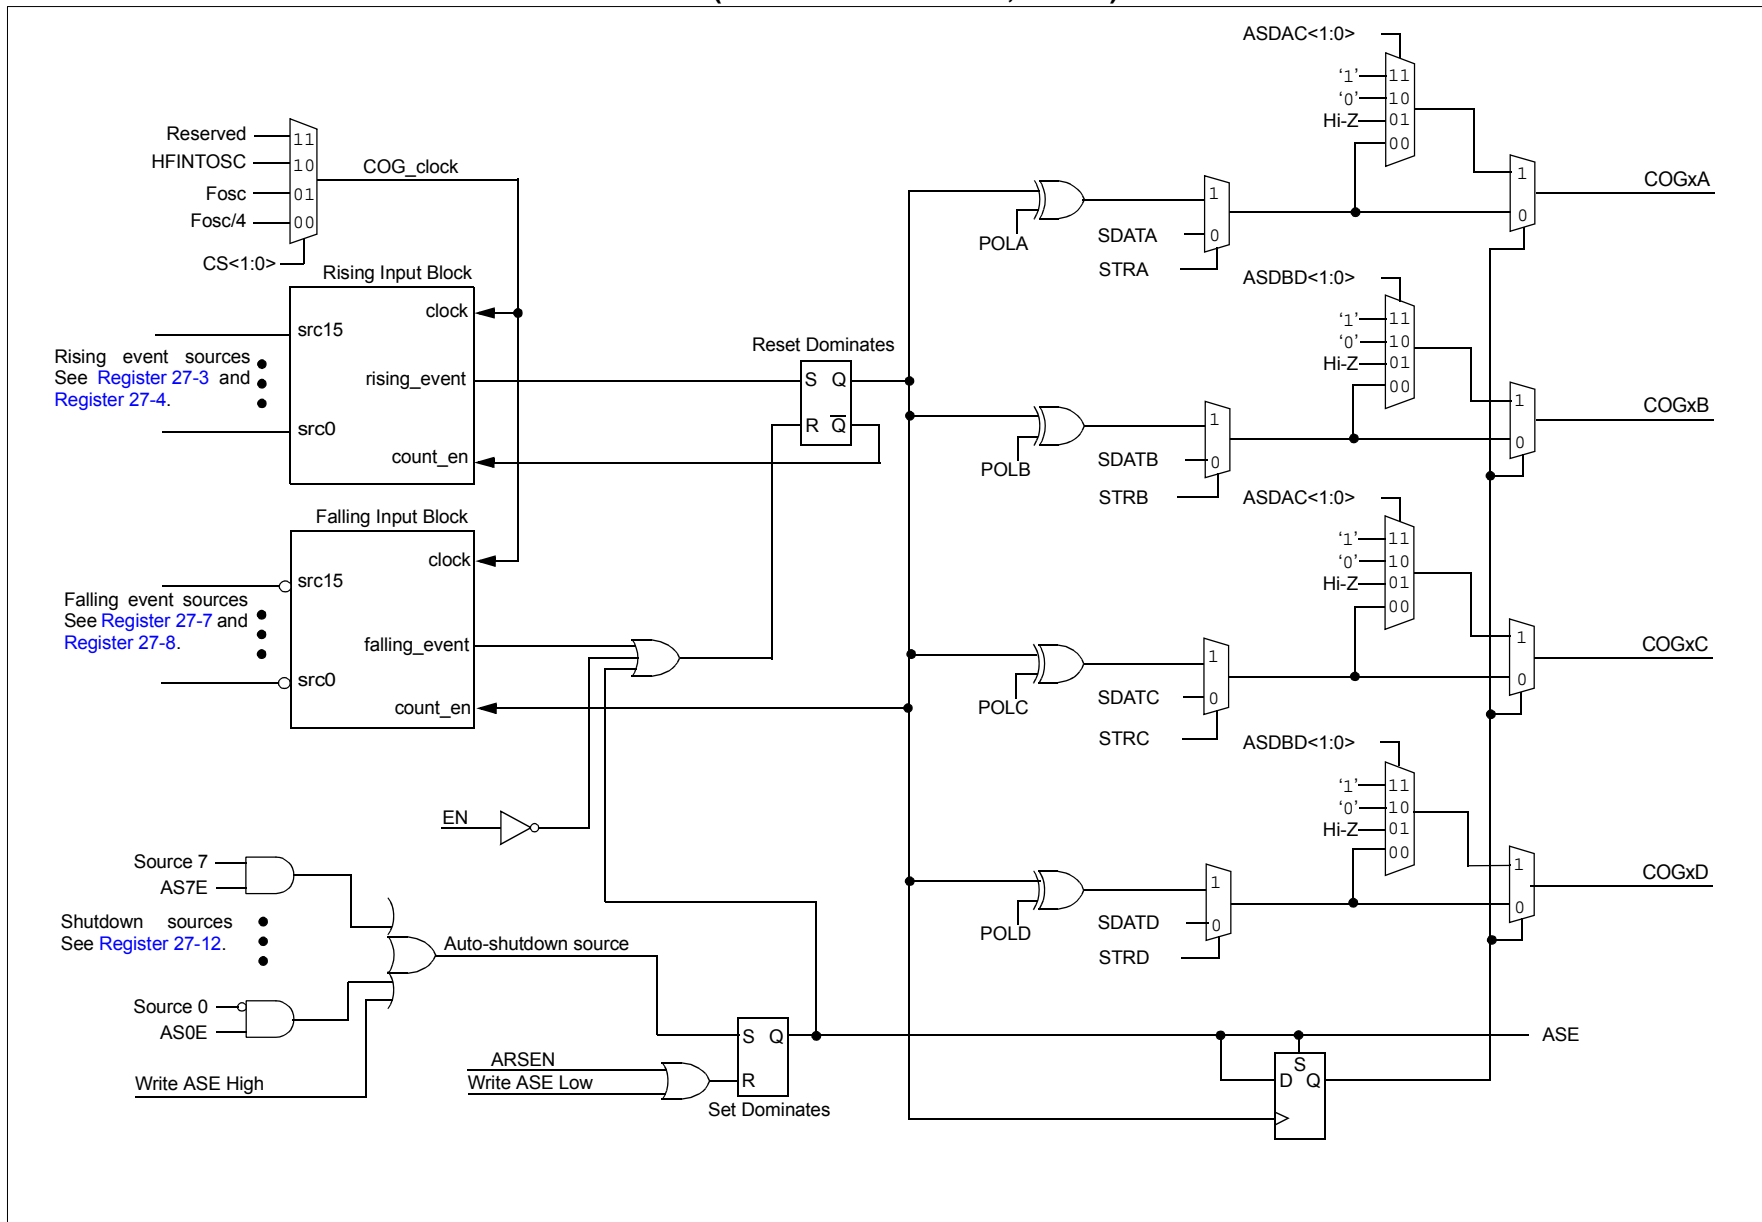 ASDAC<1:0>
'1'
11
'0'
10
Hi-Z
01
00
1
0
COGxA
Reserved
11
HFINTOSC
10
Fosc
01
Fosc/4
00
CS<1:0>
COG_clock
POLA
1
SDATA
0
STRA
Rising Input Block
clock
src15
Rising event sources
See Register 27-3 and
Register 27-4.
rising_event
src0
count_en
Reset Dominates
S Q
R Q
ASDBD<1:0>
'1'
11
'0'
10
Hi-Z
01
00
1
0
COGxB
POLB
1
SDATB
0
STRB
Falling Input Block
clock
src15
Falling event sources
See Register 27-7 and
Register 27-8.
falling_event
src0
count_en
ASDAC<1:0>
'1'
11
'0'
10
Hi-Z
01
00
1
0
COGxC
POLC
1
SDATC
0
STRC
ASDBD<1:0>
'1'
11
'0'
10
Hi-Z
01
00
1
0
COGxD
POLD
1
SDATD
0
STRD
EN
Source 7
AS7E
Shutdown sources
See Register 27-12.
Source 0
AS0E
Write ASE High
Auto-shutdown source
ARSEN
Write ASE Low
S Q
R
Set Dominates
ASE
S
D Q